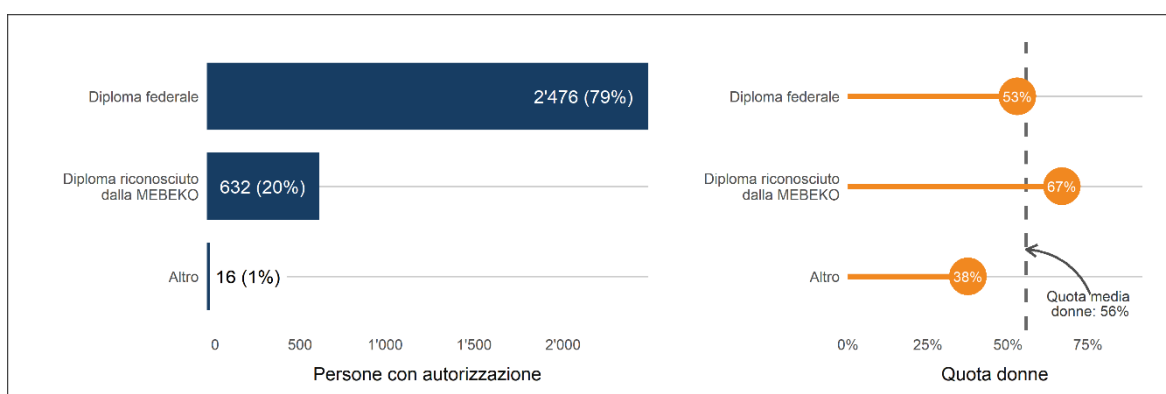 Diploma federale
2'476 (79%)
Diploma riconosciuto
dalla MEBEKO
632 (20%)
Altro
16 (1%)
0
500
1'000
1'500
2'000
Persone con autorizzazione
Diploma federale
53%
Diploma riconosciuto
dalla MEBEKO
67%
Altro
38%
Quota media
donne: 56%
0%
25%
50%
75%
Quota donne